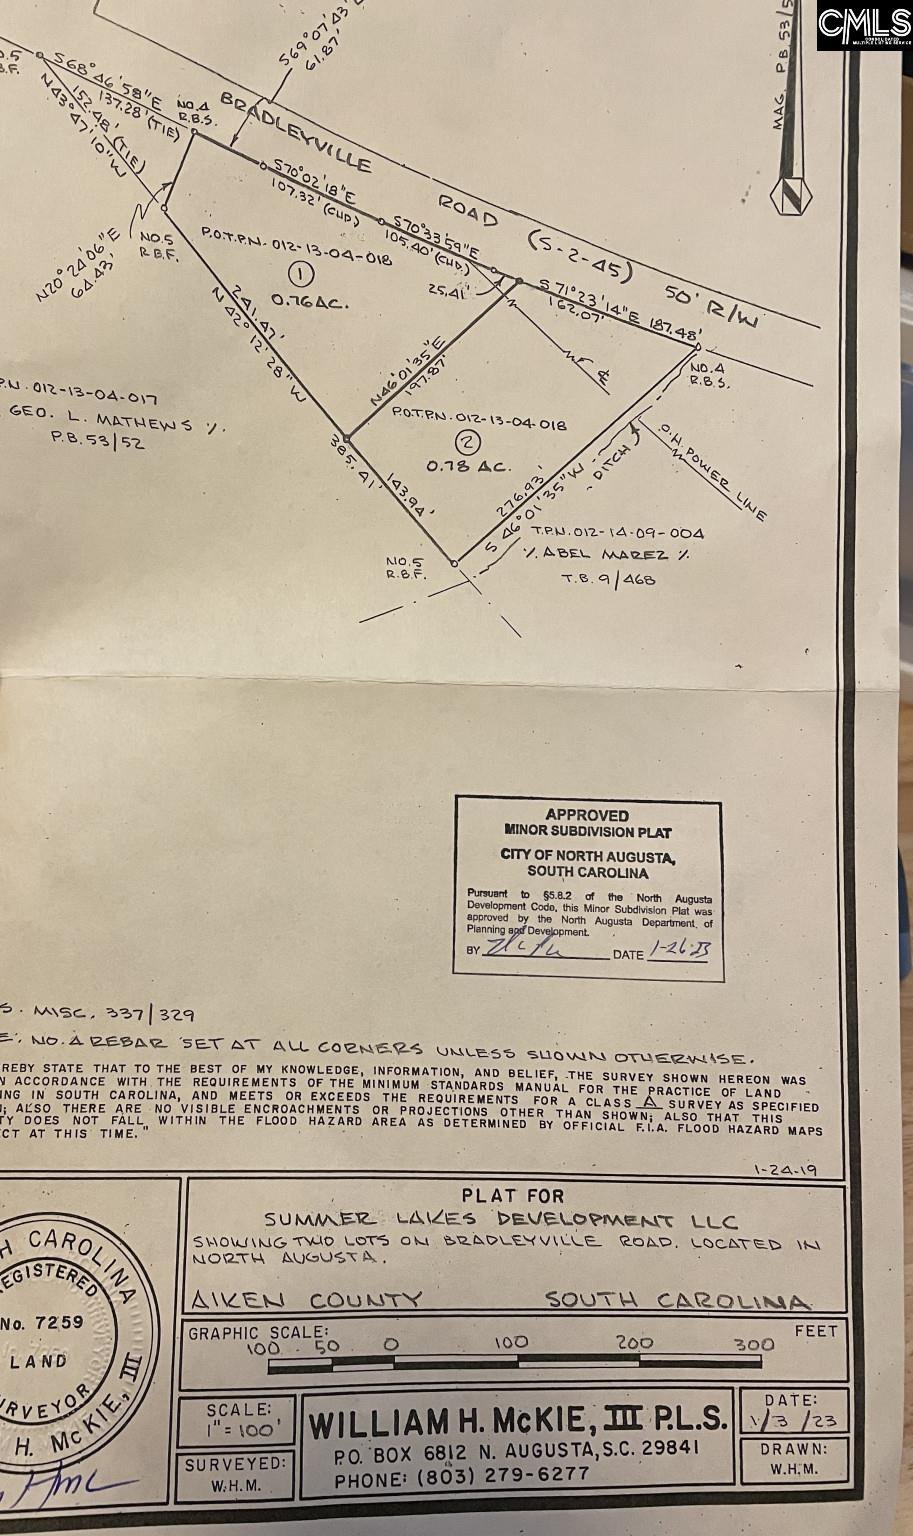 CMLS
CONSOLIDATED
MULTIPLE LISTING SERVICE
MAG. P.B. 53/5
S69°07'43"
61.87'
S68°46'58"E
137.28' (TIE)
152.48' (TIE)
N43°47'10"W
NO.4
R.B.S.
BRADLEYVILLE ROAD (S-2-45) 50' R/W
S70°02'18"E
107.32' (CHD.)
S70°33'59"E
105.40' (CHD.)
25.41'
S 71°23'14"E 187.48'
162.07'
NO.5
R.B.F.
N20°24'06"E
64.43'
P.O.T.P.N. 012-13-04-018
1
0.76 AC.
241.47'
N 42°12'28" W
N46°01'35"E
197.87'
NO.4
R.B.S.
P.N. 012-13-04-017
GEO. L. MATHEWS %
P.B. 53/52
P.O.T.P.N. 012-13-04-018
2
0.78 AC.
385.41'
143.94'
276.93'
S 46°01'35" W
- DITCH -
O.H. POWER LINE
T.P.N. 012-14-09-004
% ABEL MAREZ %
T.B. 9/468
NO.5
R.B.F.
APPROVED
MINOR SUBDIVISION PLAT
CITY OF NORTH AUGUSTA,
SOUTH CAROLINA
Pursuant to §5.8.2 of the North Augusta
Development Code, this Minor Subdivision Plat was
approved by the North Augusta Department, of
Planning and Development.
BY DATE 1-26-23
S. MISC. 337/329
E: NO.4 REBAR SET AT ALL CORNERS UNLESS SHOWN OTHERWISE.
REBY STATE THAT TO THE BEST OF MY KNOWLEDGE, INFORMATION, AND BELIEF, THE SURVEY SHOWN HEREON WAS
N ACCORDANCE WITH THE REQUIREMENTS OF THE MINIMUM STANDARDS MANUAL FOR THE PRACTICE OF LAND
ING IN SOUTH CAROLINA, AND MEETS OR EXCEEDS THE REQUIREMENTS FOR A CLASS A SURVEY AS SPECIFIED
; ALSO THERE ARE NO VISIBLE ENCROACHMENTS OR PROJECTIONS OTHER THAN SHOWN; ALSO THAT THIS
TY DOES NOT FALL WITHIN THE FLOOD HAZARD AREA AS DETERMINED BY OFFICIAL F.I.A. FLOOD HAZARD MAPS
CT AT THIS TIME."
1-24-19
PLAT FOR
SUMMER LAKES DEVELOPMENT LLC
SHOWING TWO LOTS ON BRADLEYVILLE ROAD. LOCATED IN
NORTH AUGUSTA.
AIKEN COUNTY SOUTH CAROLINA
H CAROLINA
REGISTERED
No. 7259
LAND
RVEYOR
H. McKIE, III
GRAPHIC SCALE: FEET
100 50 0 100 200 300
SCALE:
1" = 100'
SURVEYED:
W.H.M.
WILLIAM H. McKIE, III P.L.S.
P.O. BOX 6812 N. AUGUSTA, S.C. 29841
PHONE: (803) 279-6277
DATE:
1/3/23
DRAWN:
W.H.M.